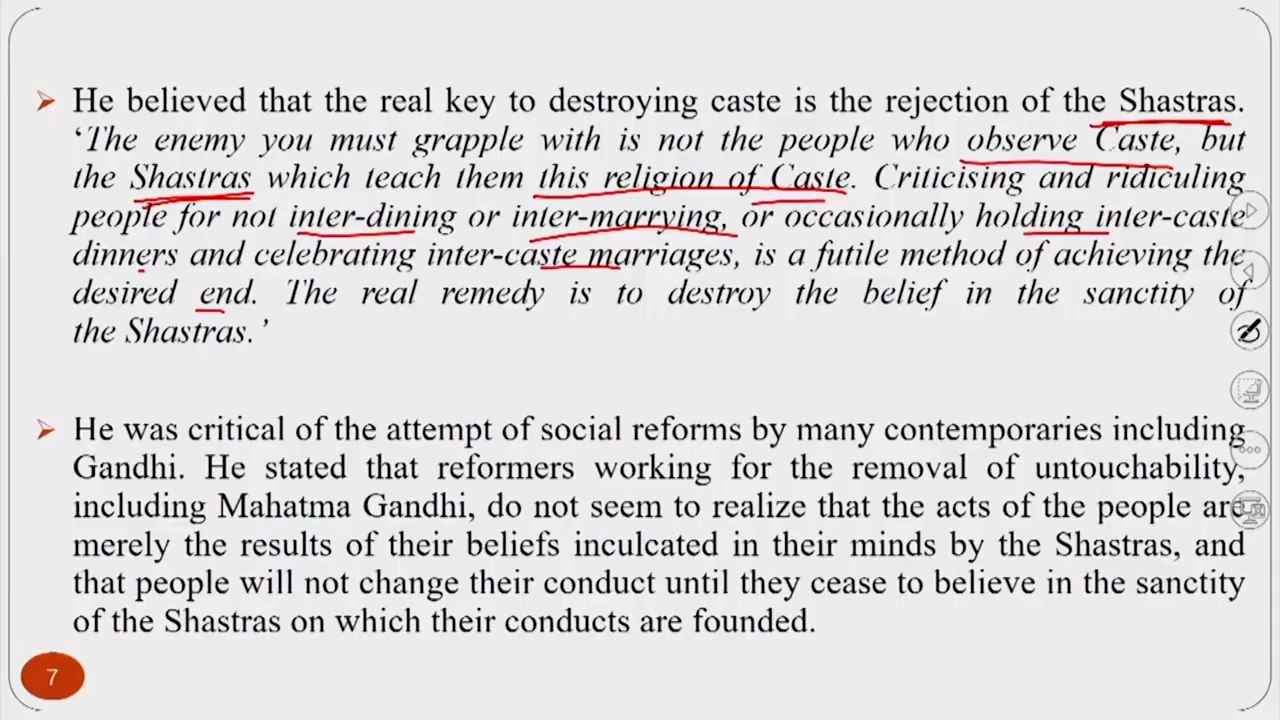 He believed that the real key to destroying caste is the rejection of the Shastras.
‘The enemy you must grapple with is not the people who observe Caste, but
the Shastras which teach them this religion of Caste. Criticising and ridiculing
people for not inter-dining or inter-marrying, or occasionally holding inter-caste
dinners and celebrating inter-caste marriages, is a futile method of achieving the
desired end. The real remedy is to destroy the belief in the sanctity of
the Shastras.’
He was critical of the attempt of social reforms by many contemporaries including
Gandhi. He stated that reformers working for the removal of untouchability,
including Mahatma Gandhi, do not seem to realize that the acts of the people are
merely the results of their beliefs inculcated in their minds by the Shastras, and
that people will not change their conduct until they cease to believe in the sanctity
of the Shastras on which their conducts are founded.
7